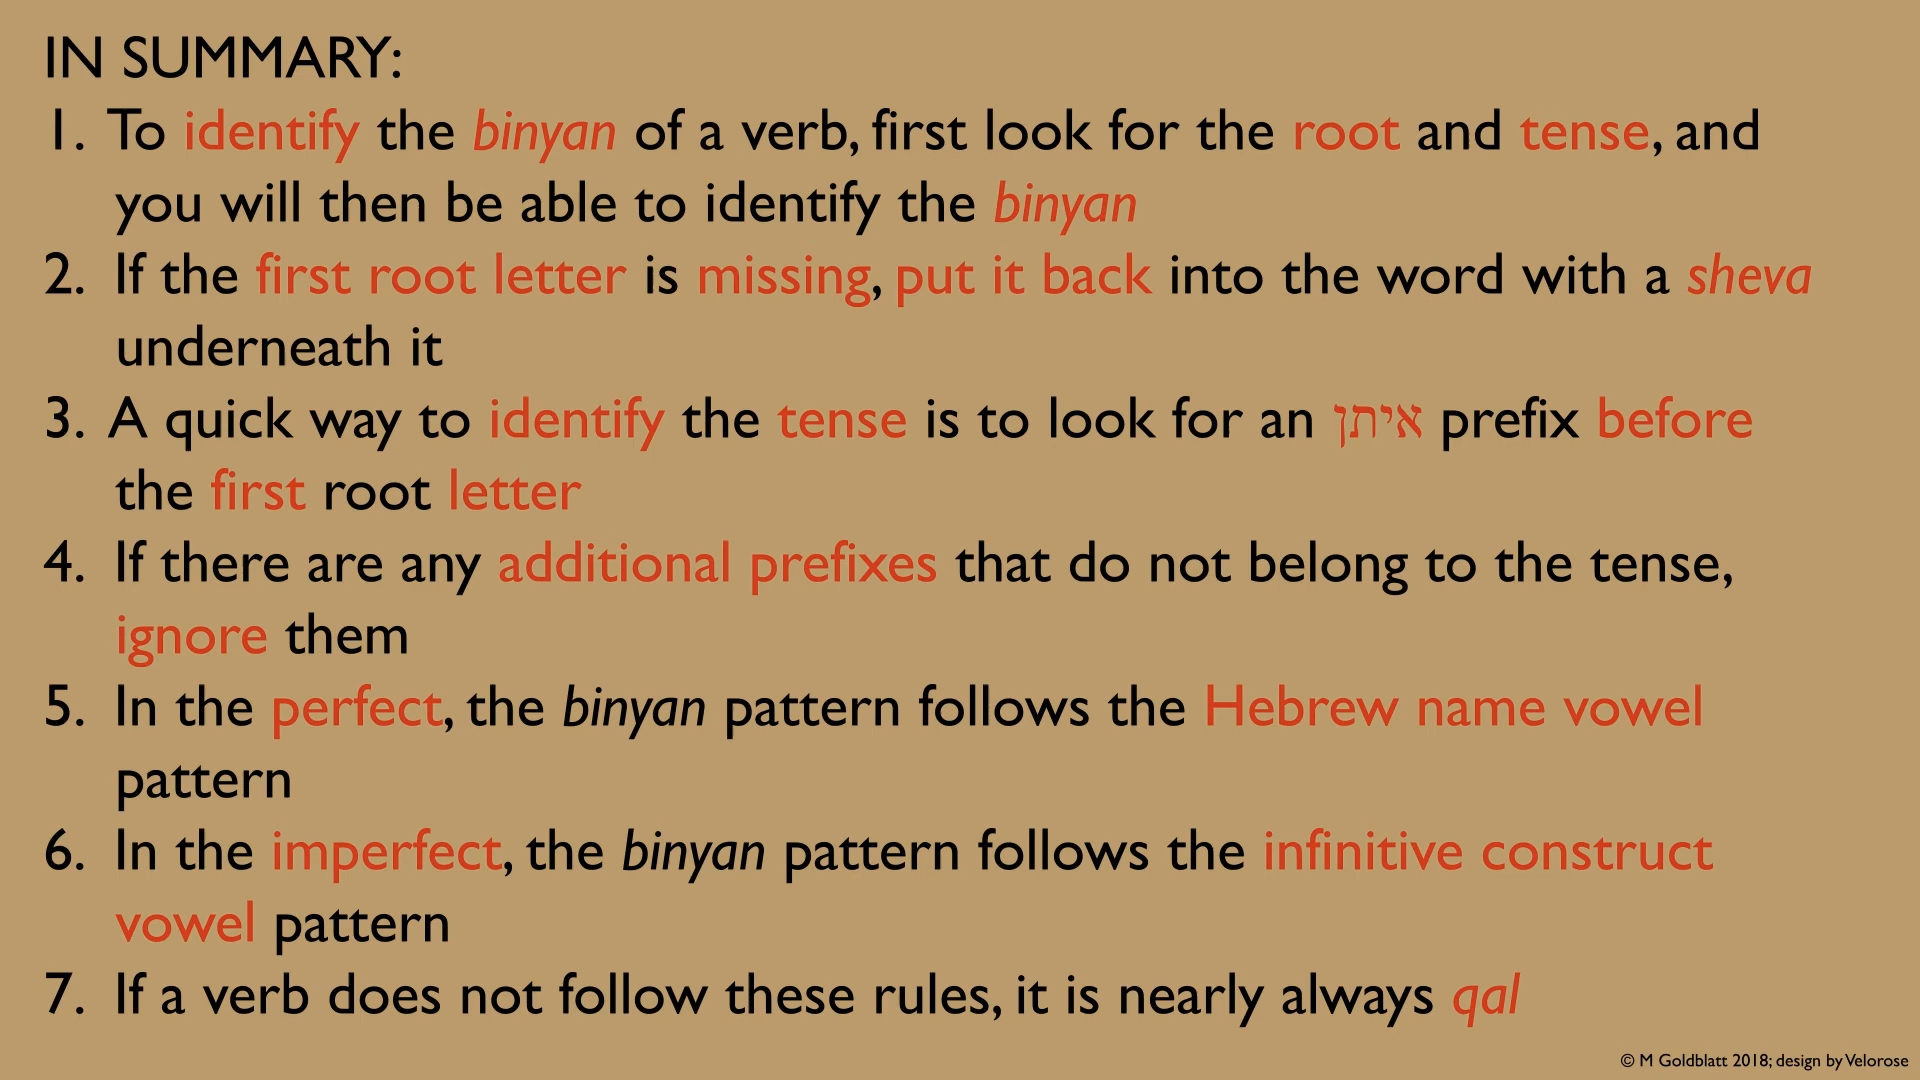 IN SUMMARY:
1. To identify the binyan of a verb, first look for the root and tense, and
you will then be able to identify the binyan
2. If the first root letter is missing, put it back into the word with a sheva
underneath it
3. A quick way to identify the tense is to look for an איתן prefix before
the first root letter
4. If there are any additional prefixes that do not belong to the tense,
ignore them
5. In the perfect, the binyan pattern follows the Hebrew name vowel
pattern
6. In the imperfect, the binyan pattern follows the infinitive construct
vowel pattern
7. If a verb does not follow these rules, it is nearly always qal
© M Goldblatt 2018; design by Velorose